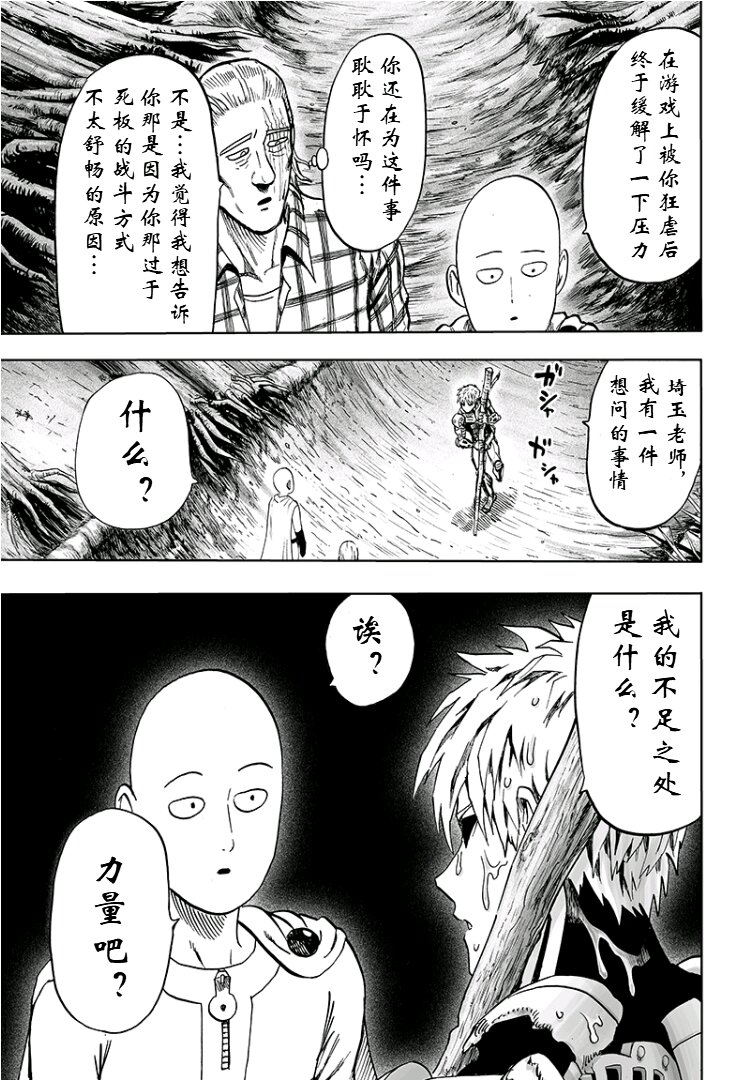 在游戏上被你狂虐后
终于缓解了一下压力
你还在为这件事
耿耿于怀吗…
不是…我觉得我想告诉
你那是因为你那过于
死板的战斗方式
不太舒畅的原因…
埼玉老师，
我有一件
想问的事情
ガシャ
ガシャ
什么？
我的不足之处
是什么？
诶？
力量吧？